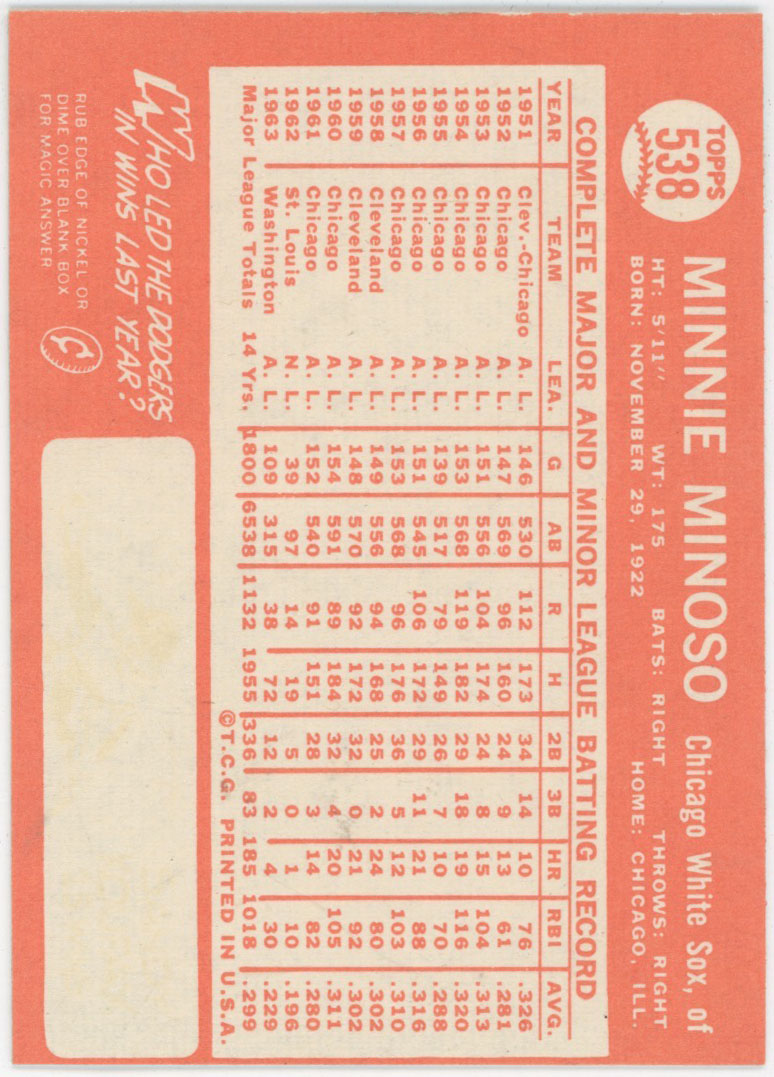 TOPPS
538
MINNIE MINOSO Chicago White Sox, of
HT: 5'11" WT: 175 BATS: RIGHT THROWS: RIGHT
BORN: NOVEMBER 29, 1922 HOME: CHICAGO, ILL.
COMPLETE MAJOR AND MINOR LEAGUE BATTING RECORD
YEAR TEAM LEA. G AB R H 2B 3B HR RBI AVG.
1951 Clev.-Chicago A. L. 146 530 112 173 34 14 10 76 .326
1952 Chicago A. L. 147 569 96 160 24 9 13 61 .281
1953 Chicago A. L. 151 556 104 174 24 8 15 104 .313
1954 Chicago A. L. 153 568 119 182 29 18 19 116 .320
1955 Chicago A. L. 139 517 79 149 26 7 10 70 .288
1956 Chicago A. L. 151 545 106 172 29 11 21 88 .316
1957 Chicago A. L. 153 568 96 176 36 5 12 103 .310
1958 Cleveland A. L. 149 556 94 168 25 2 24 80 .302
1959 Cleveland A. L. 148 570 92 172 32 0 21 92 .302
1960 Chicago A. L. 154 591 89 184 32 4 20 105 .311
1961 Chicago A. L. 152 540 91 151 28 3 14 82 .280
1962 St. Louis N. L. 39 97 14 19 5 0 1 10 .196
1963 Washington A. L. 109 315 38 72 12 2 4 30 .229
Major League Totals 14 Yrs. 1800 6538 1132 1955 336 83 185 1018 .299
©T.C.G. PRINTED IN U.S.A.
WHO LED THE DODGERS
IN WINS LAST YEAR?
RUB EDGE OF NICKEL OR
DIME OVER BLANK BOX
FOR MAGIC ANSWER